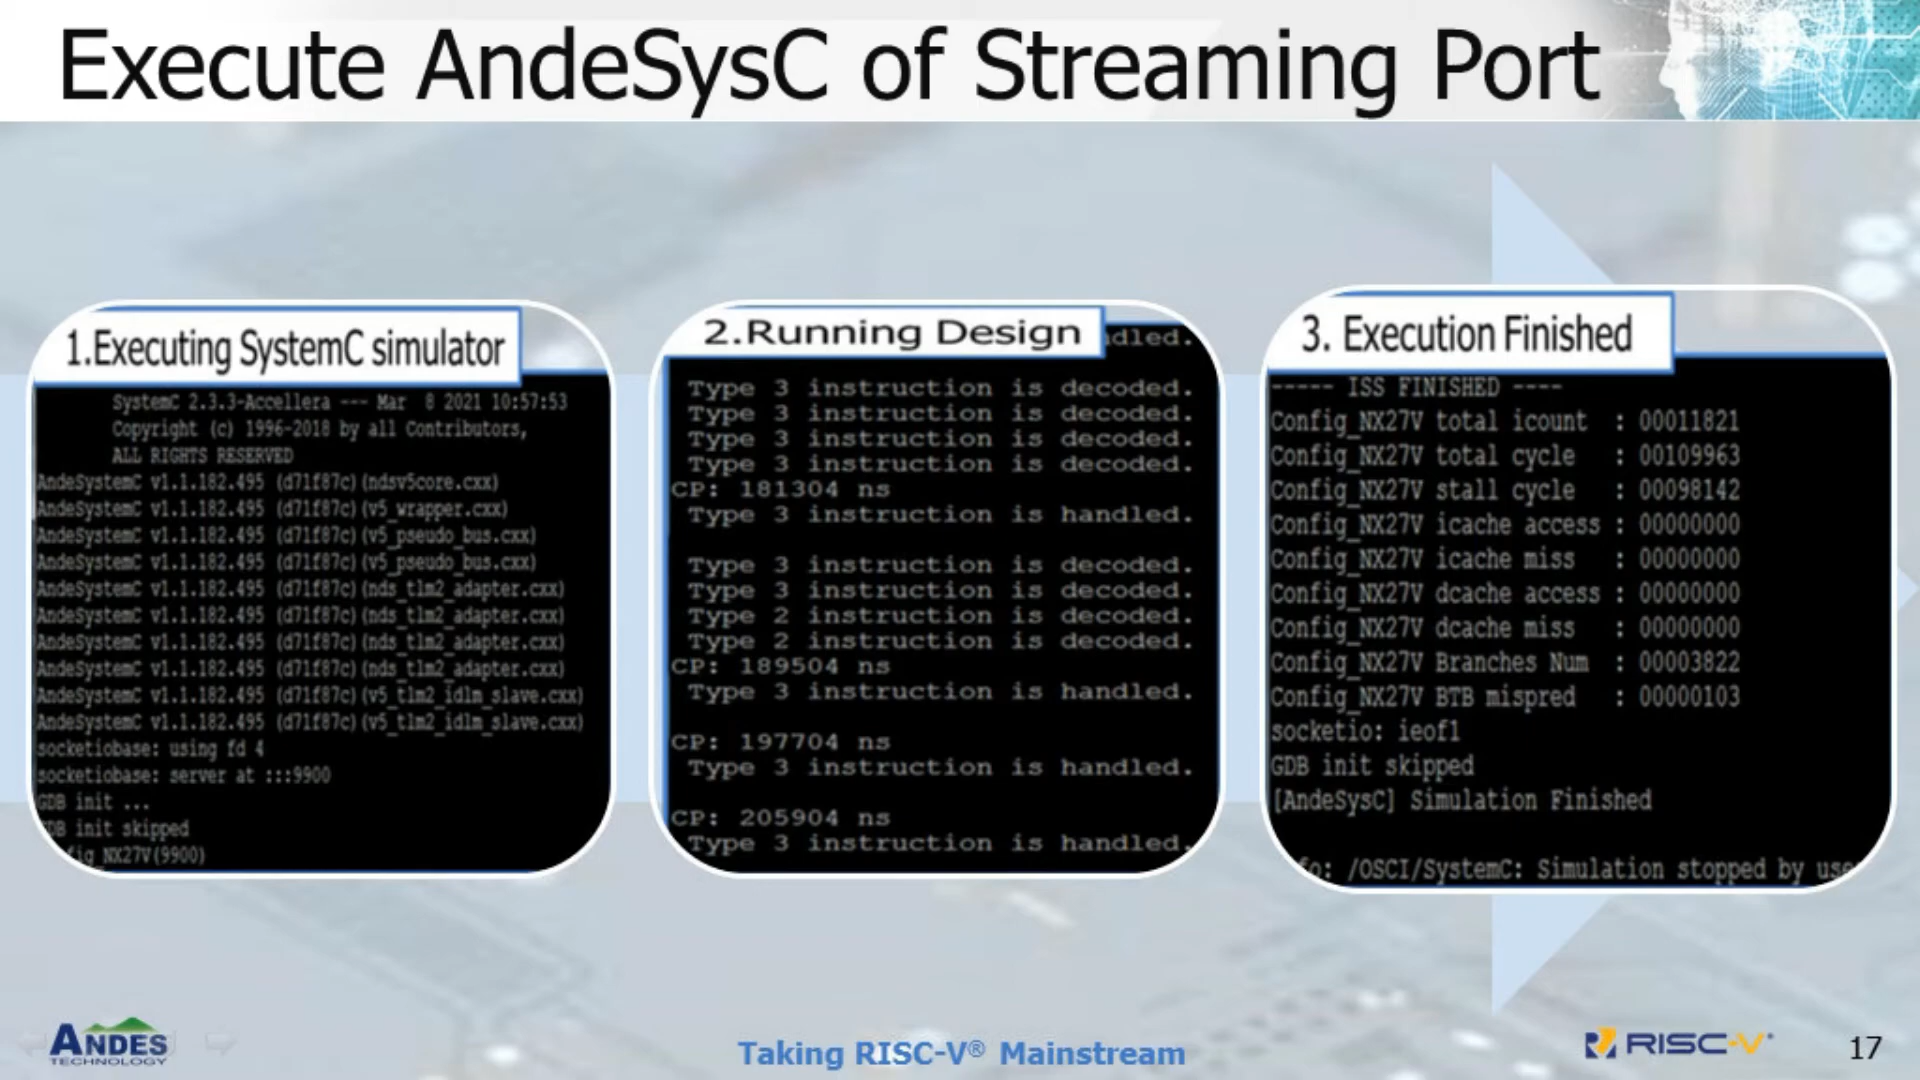 Execute AndeSysC of Streaming Port
1.Executing SystemC simulator
SystemC 2.3.3-Accellera --- Mar 8 2021 10:57:53
Copyright (c) 1996-2018 by all Contributors,
ALL RIGHTS RESERVED
AndeSystemC v1.1.182.495 (d71f87c)(ndsv5core.cxx)
AndeSystemC v1.1.182.495 (d71f87c)(v5_wrapper.cxx)
AndeSystemC v1.1.182.495 (d71f87c)(v5_pseudo_bus.cxx)
AndeSystemC v1.1.182.495 (d71f87c)(v5_pseudo_bus.cxx)
AndeSystemC v1.1.182.495 (d71f87c)(nds_tlm2_adapter.cxx)
AndeSystemC v1.1.182.495 (d71f87c)(nds_tlm2_adapter.cxx)
AndeSystemC v1.1.182.495 (d71f87c)(nds_tlm2_adapter.cxx)
AndeSystemC v1.1.182.495 (d71f87c)(nds_tlm2_adapter.cxx)
AndeSystemC v1.1.182.495 (d71f87c)(v5_tlm2_idlm_slave.cxx)
AndeSystemC v1.1.182.495 (d71f87c)(v5_tlm2_idlm_slave.cxx)
socketiobase: using fd 4
socketiobase: server at :::9900
GDB init ...
DB init skipped
ig_NX27V(9900)
2.Running Design
dled.
Type 3 instruction is decoded.
Type 3 instruction is decoded.
Type 3 instruction is decoded.
Type 3 instruction is decoded.
CP: 181304 ns
Type 3 instruction is handled.
Type 3 instruction is decoded.
Type 3 instruction is decoded.
Type 2 instruction is decoded.
Type 2 instruction is decoded.
CP: 189504 ns
Type 3 instruction is handled.
CP: 197704 ns
Type 3 instruction is handled.
CP: 205904 ns
Type 3 instruction is handled.
3. Execution Finished
----- ISS FINISHED ----
Config_NX27V total icount : 00011821
Config_NX27V total cycle : 00109963
Config_NX27V stall cycle : 00098142
Config_NX27V icache access : 00000000
Config_NX27V icache miss : 00000000
Config_NX27V dcache access : 00000000
Config_NX27V dcache miss : 00000000
Config_NX27V Branches Num : 00003822
Config_NX27V BTB mispred : 00000103
socketio: ieof1
GDB init skipped
[AndeSysC] Simulation Finished
fo: /OSCI/SystemC: Simulation stopped by use
ANDES
TECHNOLOGY
Taking RISC-V® Mainstream
RISC-V
17